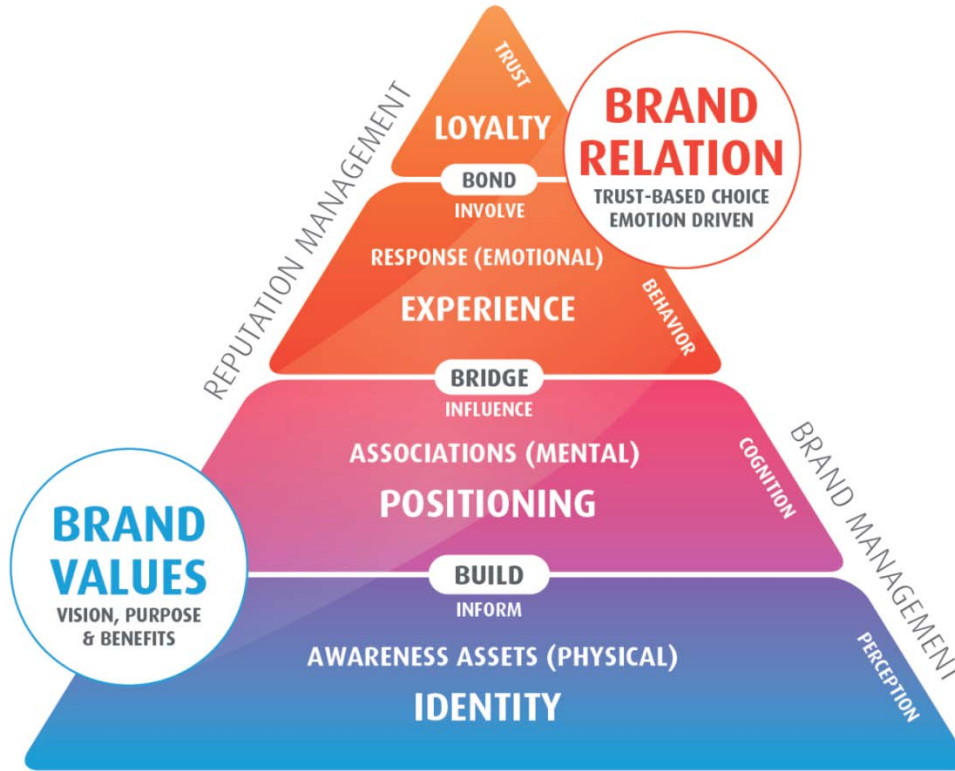 TRUST
LOYALTY
BRAND
RELATION
TRUST-BASED CHOICE
EMOTION DRIVEN
REPUTATION MANAGEMENT
BOND
INVOLVE
RESPONSE (EMOTIONAL)
EXPERIENCE
BEHAVIOR
BRIDGE
INFLUENCE
ASSOCIATIONS (MENTAL)
POSITIONING
COGNITION
BRAND MANAGEMENT
BRAND
VALUES
VISION, PURPOSE
& BENEFITS
BUILD
INFORM
AWARENESS ASSETS (PHYSICAL)
IDENTITY
PERCEPTION